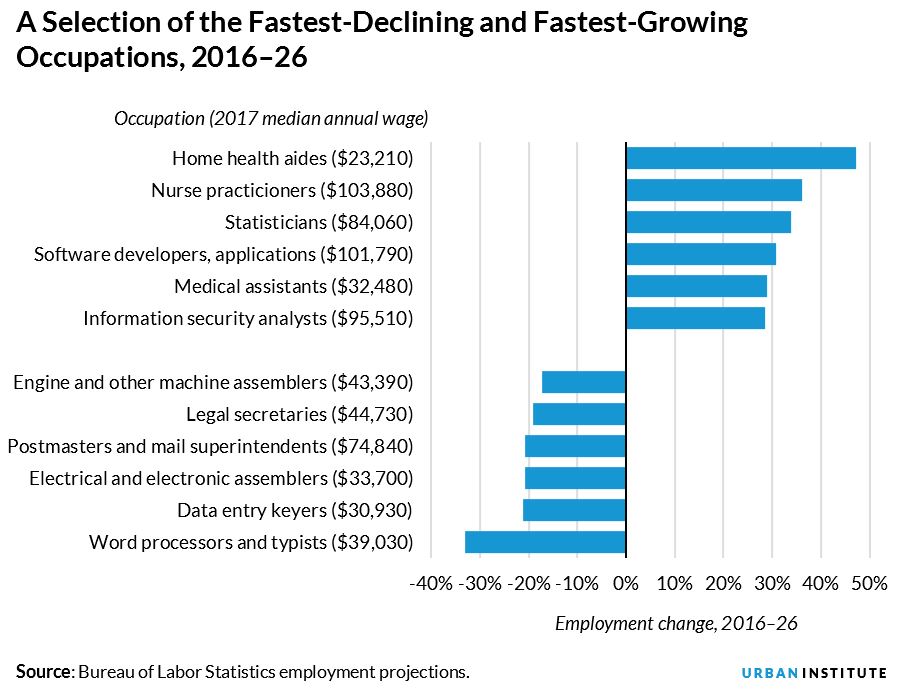 A Selection of the Fastest-Declining and Fastest-Growing
Occupations, 2016–26
Occupation (2017 median annual wage)
Home health aides ($23,210)
Nurse practicioners ($103,880)
Statisticians ($84,060)
Software developers, applications ($101,790)
Medical assistants ($32,480)
Information security analysts ($95,510)
Engine and other machine assemblers ($43,390)
Legal secretaries ($44,730)
Postmasters and mail superintendents ($74,840)
Electrical and electronic assemblers ($33,700)
Data entry keyers ($30,930)
Word processors and typists ($39,030)
-40% -30% -20% -10% 0% 10% 20% 30% 40% 50%
Employment change, 2016–26
Source: Bureau of Labor Statistics employment projections.
URBAN INSTITUTE